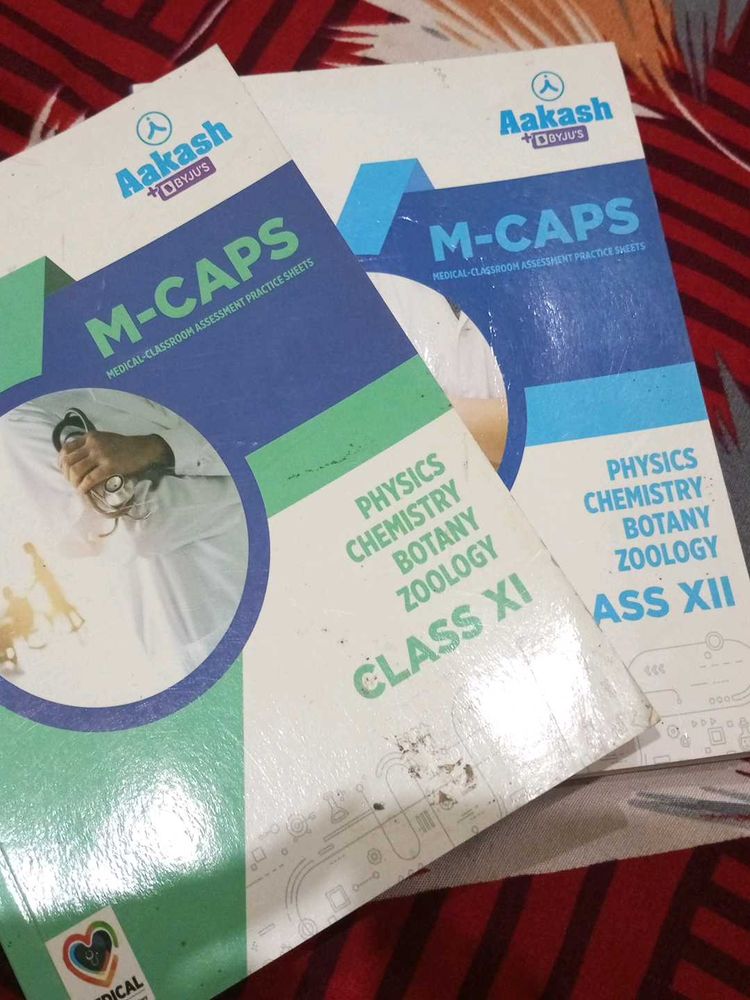 Aakash
+ BYJU'S
M-CAPS
MEDICAL-CLASSROOM ASSESSMENT PRACTICE SHEETS
PHYSICS
CHEMISTRY
BOTANY
ZOOLOGY
CLASS XI
Aakash
+ BYJU'S
M-CAPS
MEDICAL-CLASSROOM ASSESSMENT PRACTICE SHEETS
PHYSICS
CHEMISTRY
BOTANY
ZOOLOGY
ASS XII
EDICAL